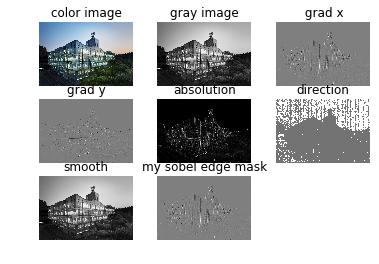 color image
gray image
grad x
grad y
absolution
direction
smooth
my sobel edge mask